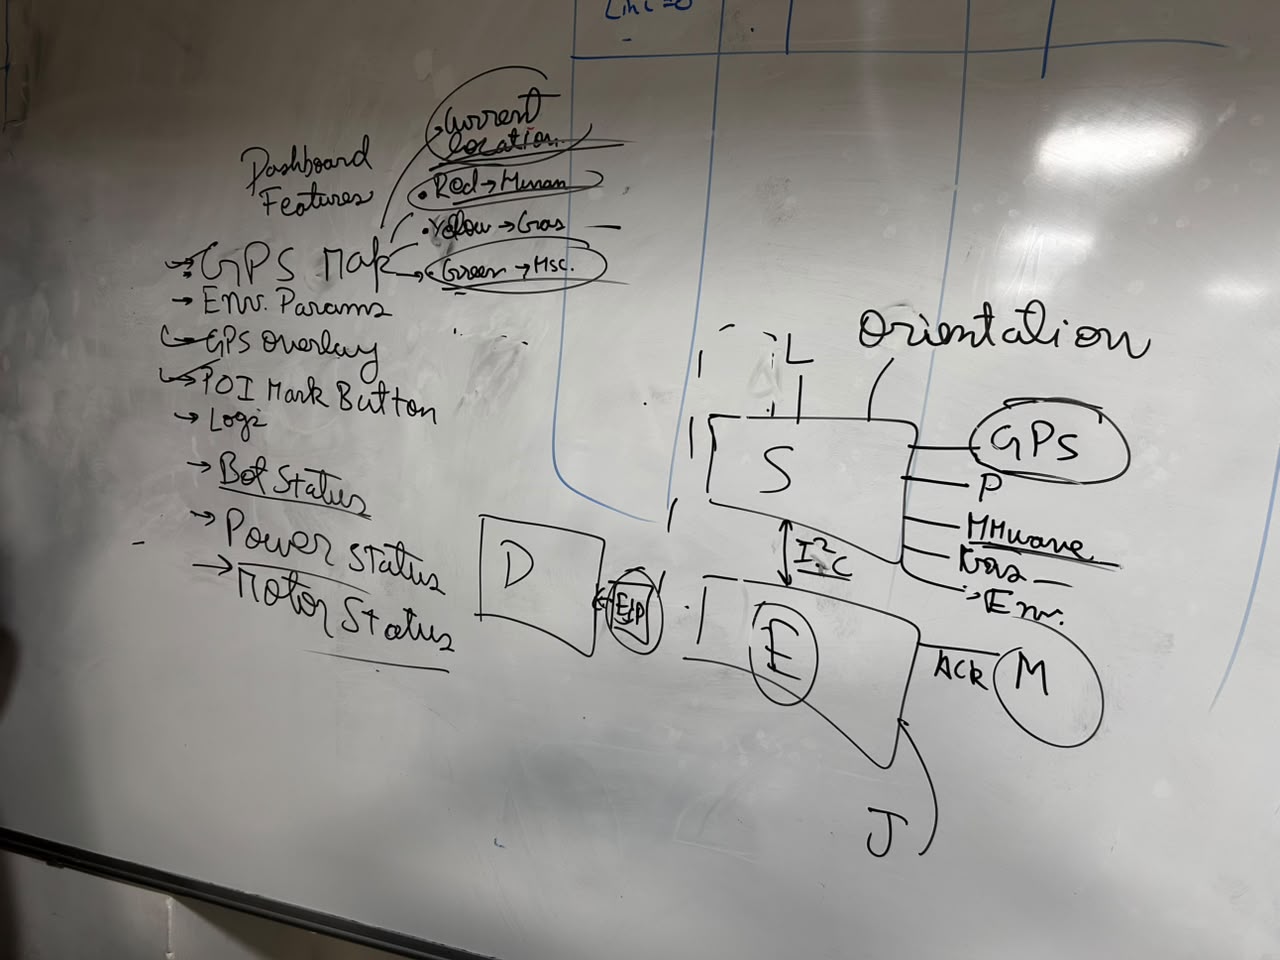 Dashboard
Features
→ GPS Map
→ Env. Params
→ GPS overlay
→ POI Mark Button
→ Logs
→ Bot Status
→ Power Status
→ Motor Status
Current
location
• Red → Human
• Yellow → Gas
• Green → Msc.
L
Orientation
S
GPS
P
MMwave
Gas
Env.
I²C
D
E
ACK
M
J